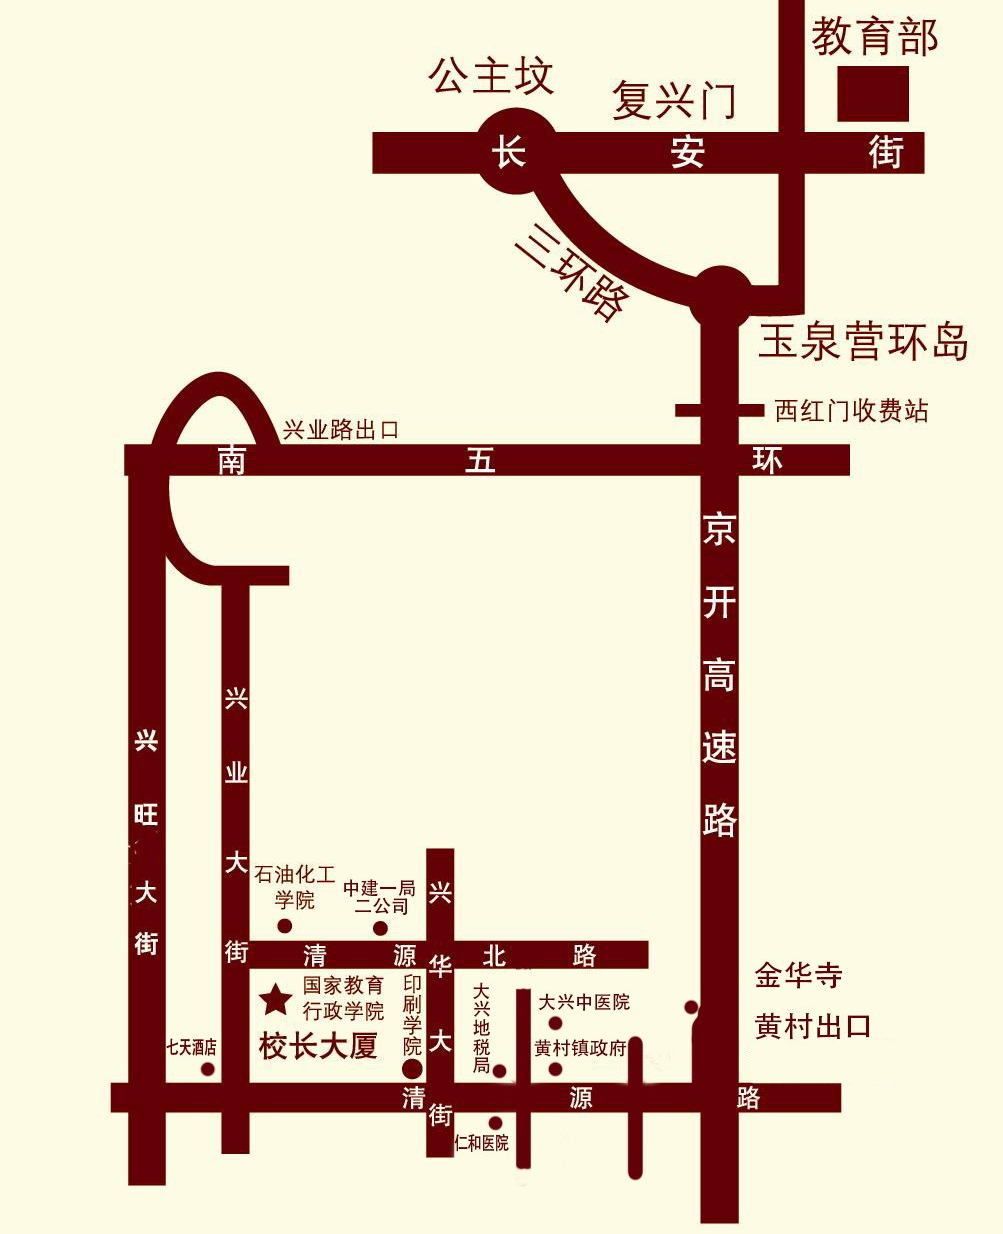 教育部
公主坟
复兴门
长安街
三环路
玉泉营环岛
西红门收费站
兴业路出口
南五环
京开高速路
兴旺大街
兴业大街
石油化工
学院
中建一局
二公司
兴华大街
清源北路
国家教育
行政学院
校长大厦
印刷学院
大兴地税局
大兴中医院
黄村镇政府
金华寺
黄村出口
七天酒店
清源路
仁和医院